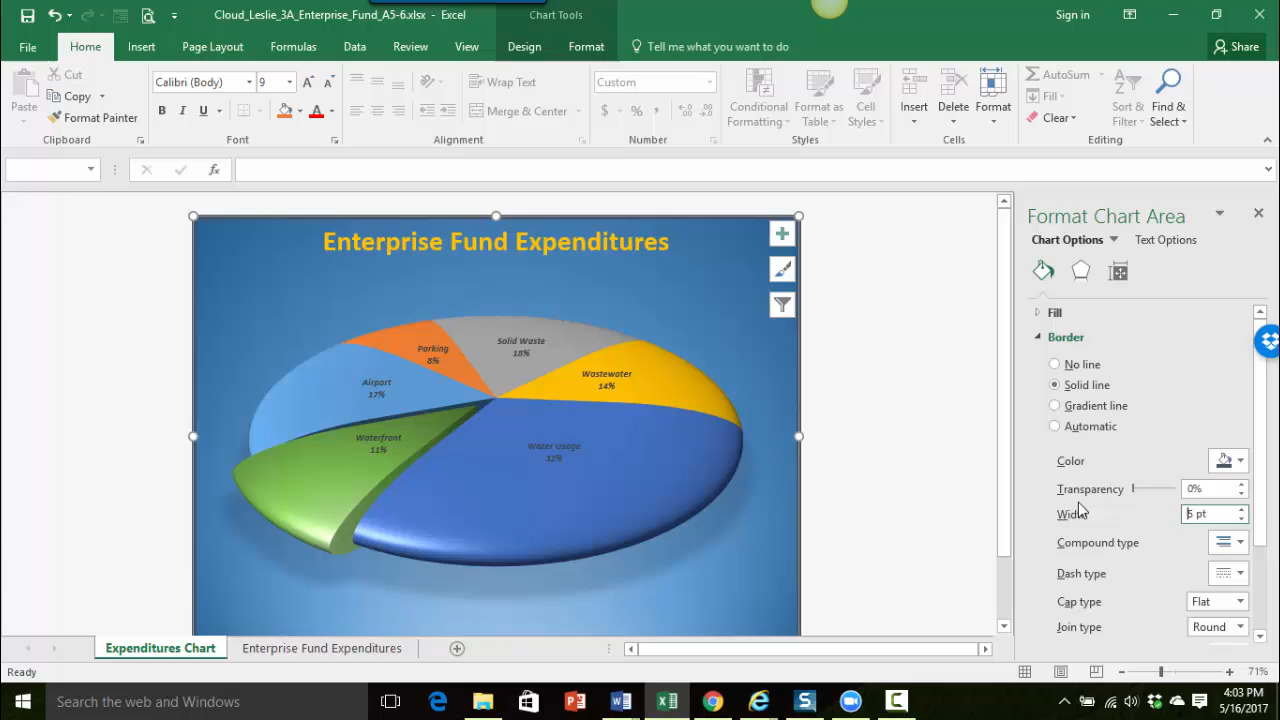 Cloud_Leslie_3A_Enterprise_Fund_A5-6.xlsx - Excel
Chart Tools
Sign in
File
Home
Insert
Page Layout
Formulas
Data
Review
View
Design
Format
Tell me what you want to do
Share
Paste
Cut
Copy
Format Painter
Clipboard
Calibri (Body)
9
B I U
Font
Wrap Text
Merge & Center
Alignment
Custom
$ % ,
Number
Conditional Formatting
Format as Table
Cell Styles
Styles
Insert
Delete
Format
Cells
AutoSum
Fill
Clear
Sort & Filter
Find & Select
Editing
fx
Enterprise Fund Expenditures
Parking
8%
Solid Waste
18%
Wastewater
14%
Airport
17%
Waterfront
11%
Water Usage
32%
Format Chart Area
Chart Options
Text Options
Fill
Border
No line
Solid line
Gradient line
Automatic
Color
Transparency
0%
5 pt
Compound type
Dash type
Cap type
Flat
Join type
Round
Expenditures Chart
Enterprise Fund Expenditures
Ready
71%
Search the web and Windows
4:03 PM
5/16/2017